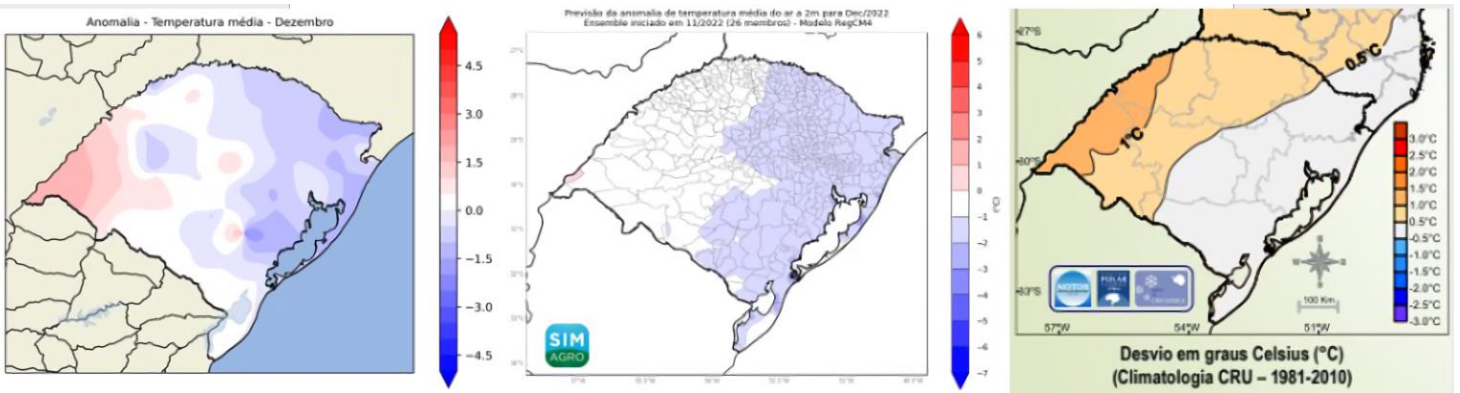 Anomalia - Temperatura média - Dezembro
4.5
3.0
1.5
0.0
−1.5
−3.0
−4.5
Previsão da anomalia de temperatura média do ar a 2m para Dec/2022
Ensemble iniciado em 11/2022 (26 membros) - Modelo RegCM4
27°S
28°S
SIM
AGRO
6
5
4
3
2
1
0
−1
−2
−3
−4
−5
−6
−7
(°C)
27°S
30°S
33°S
57°W
54°W
51°W
0.5°C
1°C
100 Km
3.0°C
2.5°C
2.0°C
1.5°C
1.0°C
0.5°C
-0.5°C
-1.0°C
-1.5°C
-2.0°C
-2.5°C
-3.0°C
Desvio em graus Celsius (°C)
(Climatologia CRU – 1981-2010)